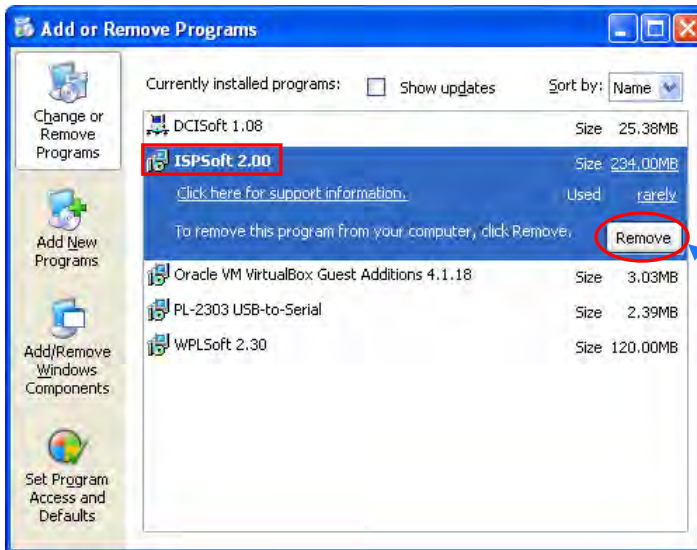 Add or Remove Programs
Change or
Remove
Programs
Add New
Programs
Add/Remove
Windows
Components
Set Program
Access and
Defaults
Currently installed programs:
Show updates
Sort by: Name
DCISoft 1.08 Size 25.38MB
ISPSoft 2.00 Size 234.00MB
Click here for support information. Used rarely
To remove this program from your computer, click Remove. Remove
Oracle VM VirtualBox Guest Additions 4.1.18 Size 3.03MB
PL-2303 USB-to-Serial Size 2.39MB
WPLSoft 2.30 Size 120.00MB